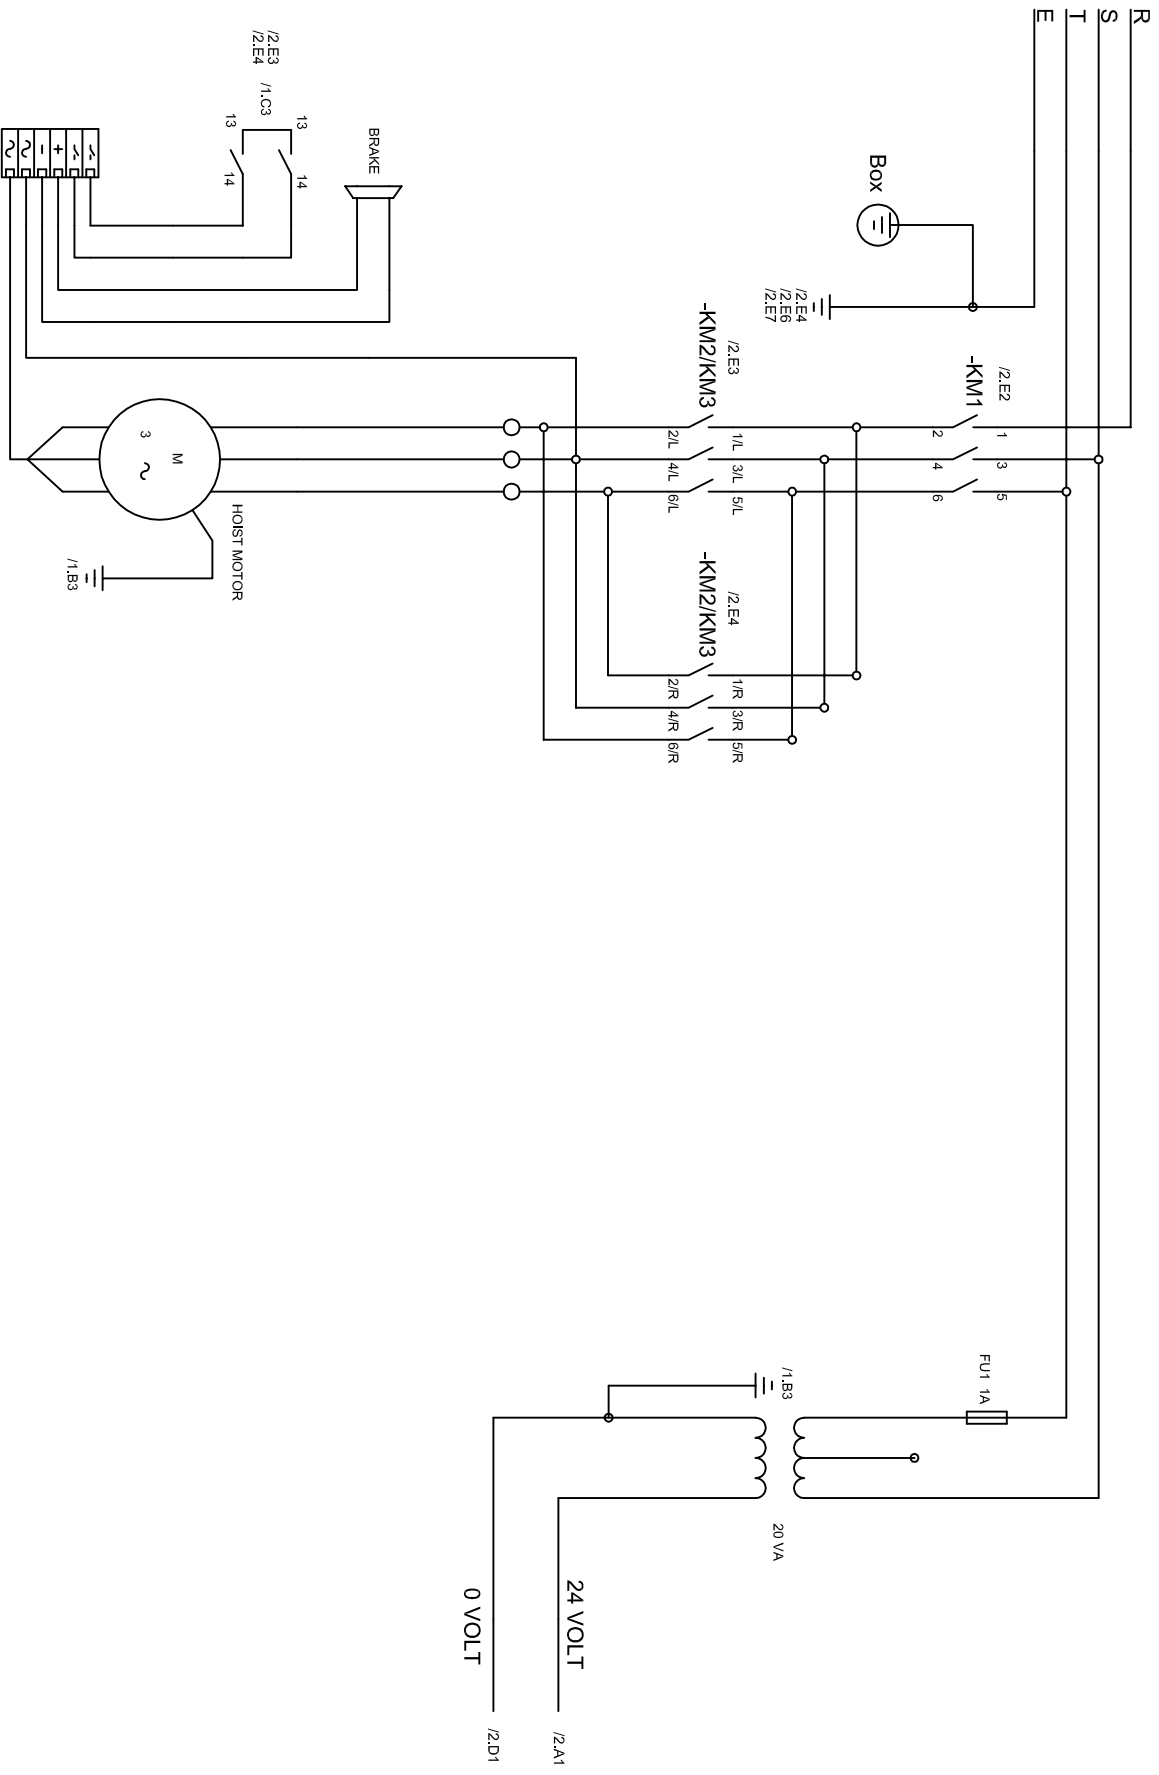 R
S
T
E
Box
/2.E4
/2.E6
/2.E7
/2.E2
-KM1
1
3
5
2
4
6
/2.E3
-KM2/KM3
1/L
3/L
5/L
2/L
4/L
6/L
/2.E4
-KM2/KM3
1/R
3/R
5/R
2/R
4/R
6/R
BRAKE
/2.E3
/2.E4
/1.C3
13
14
13
14
+
-
~
~
M
3
~
HOIST MOTOR
/1.B3
FU1 1A
/1.B3
20 VA
24 VOLT
/2.A1
0 VOLT
/2.D1